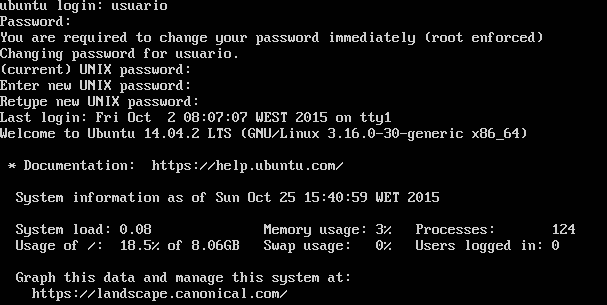 ubuntu login: usuario
Password:
You are required to change your password immediately (root enforced)
Changing password for usuario.
(current) UNIX password:
Enter new UNIX password:
Retype new UNIX password:
Last login: Fri Oct  2 08:07:07 WEST 2015 on tty1
Welcome to Ubuntu 14.04.2 LTS (GNU/Linux 3.16.0-30-generic x86_64)
* Documentation:  https://help.ubuntu.com/
System information as of Sun Oct 25 15:40:59 WET 2015
System load: 0.08              Memory usage: 3%   Processes:       124
Usage of /:  18.5% of 8.06GB   Swap usage:   0%   Users logged in: 0
Graph this data and manage this system at:
https://landscape.canonical.com/